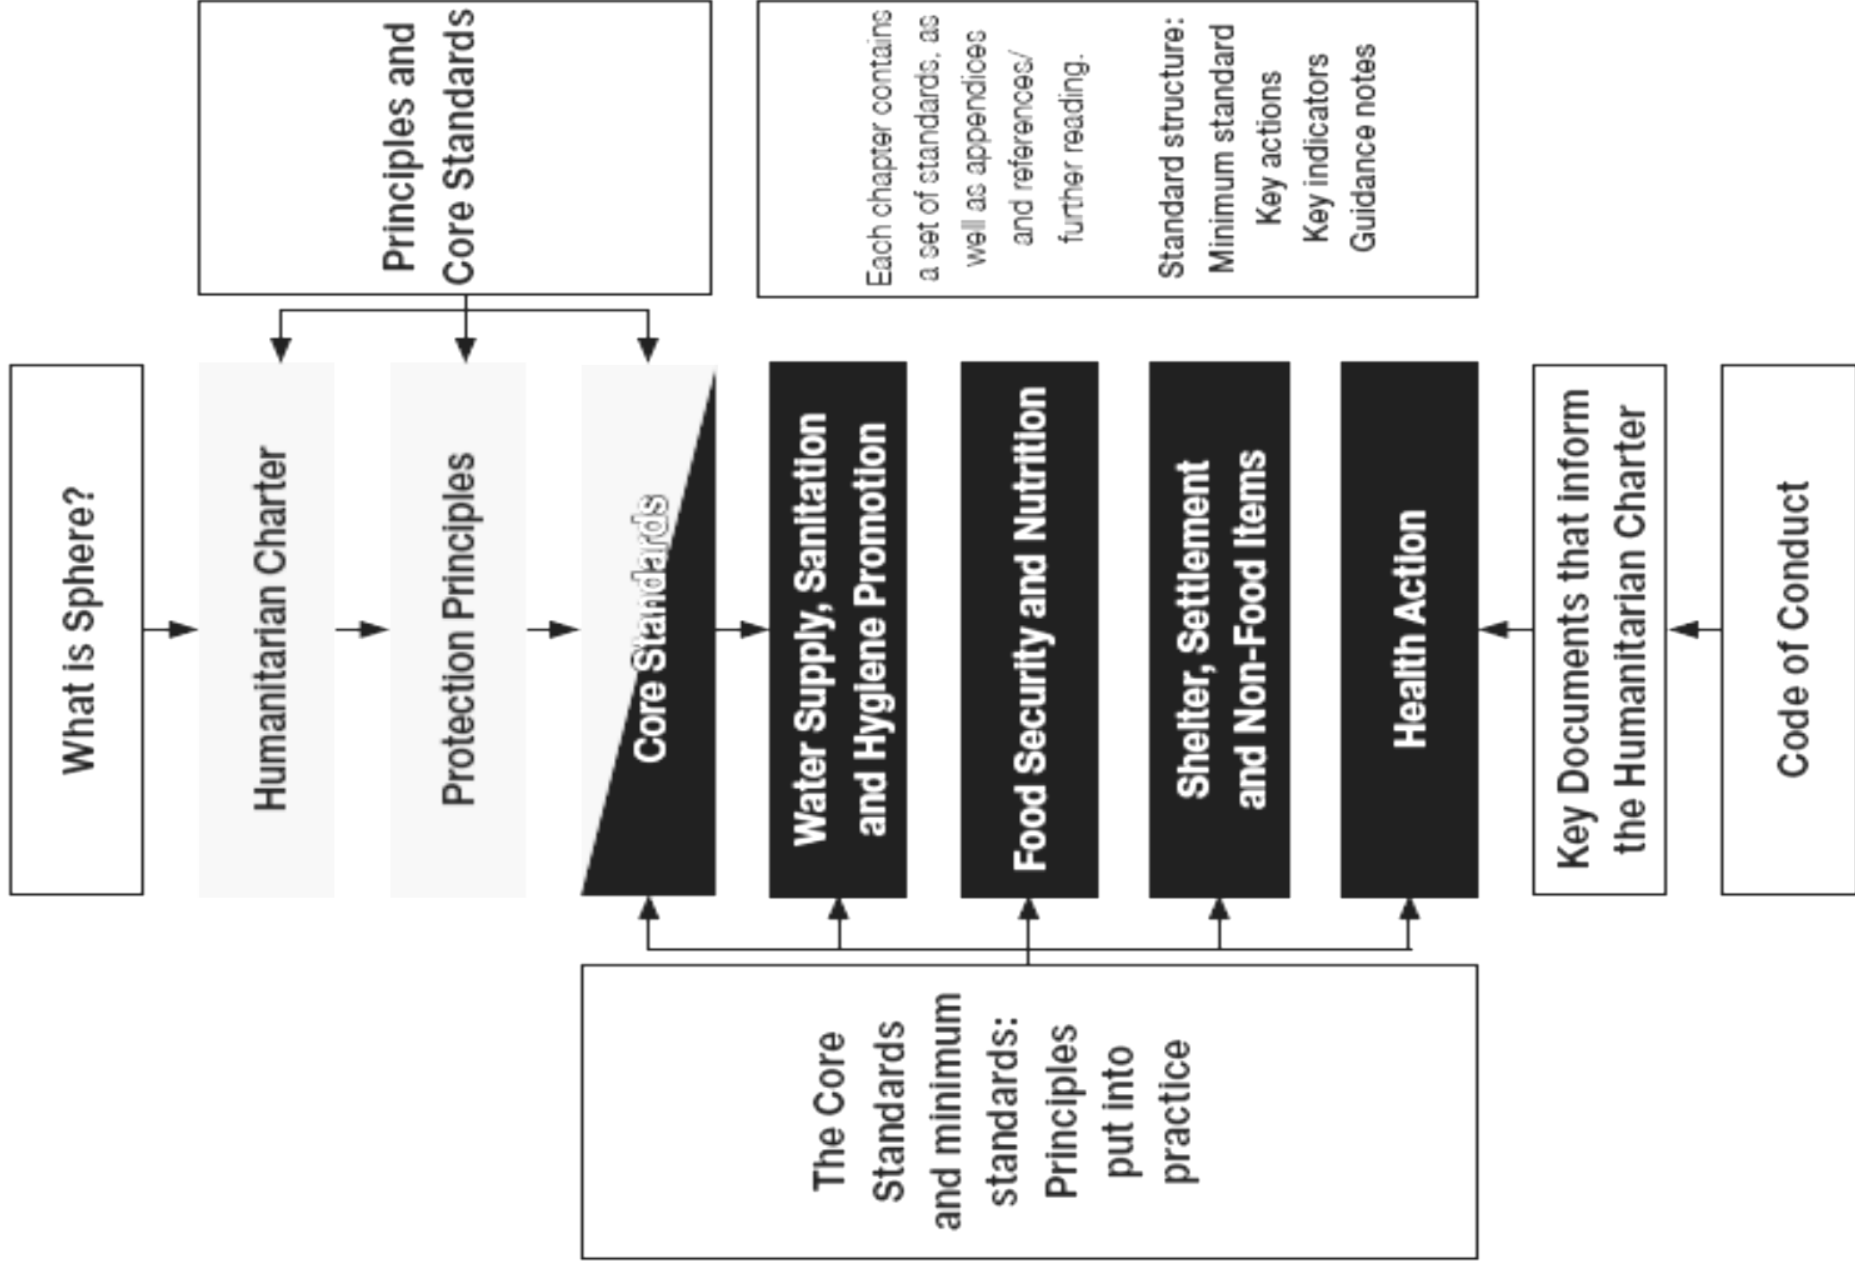 What is Sphere?
Humanitarian Charter
Protection Principles
Core Standards
Principles and
Core Standards
The Core
Standards
and minimum
standards:
Principles
put into
practice
Water Supply, Sanitation
and Hygiene Promotion
Food Security and Nutrition
Shelter, Settlement
and Non-Food Items
Health Action
Each chapter contains
a set of standards, as
well as appendices
and references/
further reading.
Standard structure:
Minimum standard
Key actions
Key indicators
Guidance notes
Key Documents that inform
the Humanitarian Charter
Code of Conduct